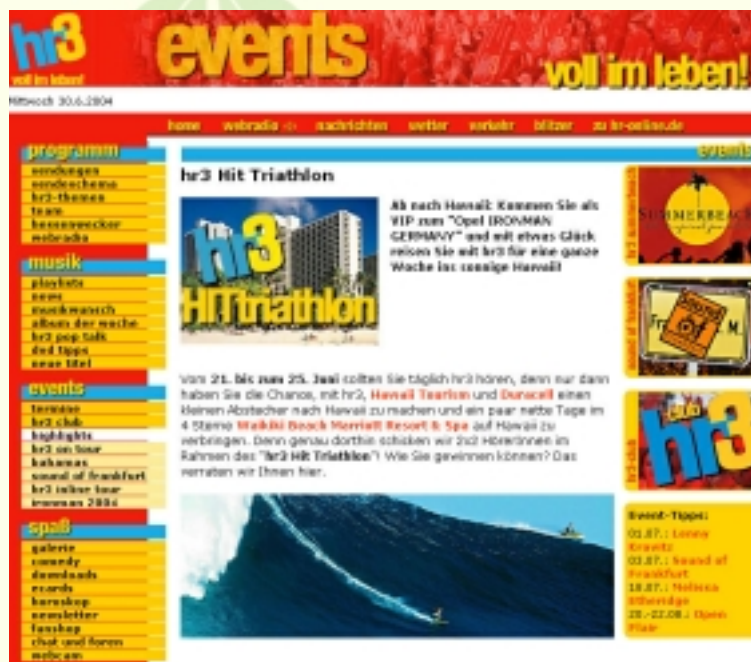 hr3
voll im leben!
events
voll im leben!
Mittwoch 30.6.2004
home webradio nachrichten wetter verkehr blitzer zu hr-online.de
programm
sendungen
sendeschema
hr3-themen
team
hessenwecker
webradio
musik
playlists
news
musikwunsch
album der woche
hr3 pop talk
dvd tipps
neue titel
events
termine
hr3 club
highlights
hr3 on tour
bahamas
sound of frankfurt
hr3 inline tour
ironman 2004
spaß
galerie
comedy
downloads
ecards
horoskop
newsletter
fanshop
chat und foren
webcam
events
hr3 Hit Triathlon
hr3
HITtriathlon
Ab nach Hawaii: Kommen Sie als
VIP zum "Opel IRONMAN
GERMANY" und mit etwas Glück
reisen Sie mit hr3 für eine ganze
Woche ins sonnige Hawaii!
Vom 21. bis zum 25. Juni sollten Sie täglich hr3 hören, denn nur dann
haben Sie die Chance, mit hr3, Hawaii Tourism und Duracell einen
kleinen Abstecher nach Hawaii zu machen und ein paar nette Tage im
4 Sterne Waikiki Beach Marriott Resort & Spa auf Hawaii zu
verbringen. Denn genau dorthin schicken wir 2x2 HörerInnen im
Rahmen des "hr3 Hit Triathlon"! Wie Sie gewinnen können? Das
verraten wir Ihnen hier.
hr3 summerbeach
SUMMERBEACH
sound of frankfurt
Sound
of
hr3-club
club
hr3
Event-Tipps:
01.07.: Lenny
Kravitz
03.07.: Sound of
Frankfurt
18.07.: Melissa
Etheridge
20.-22.08.: Open
Flair